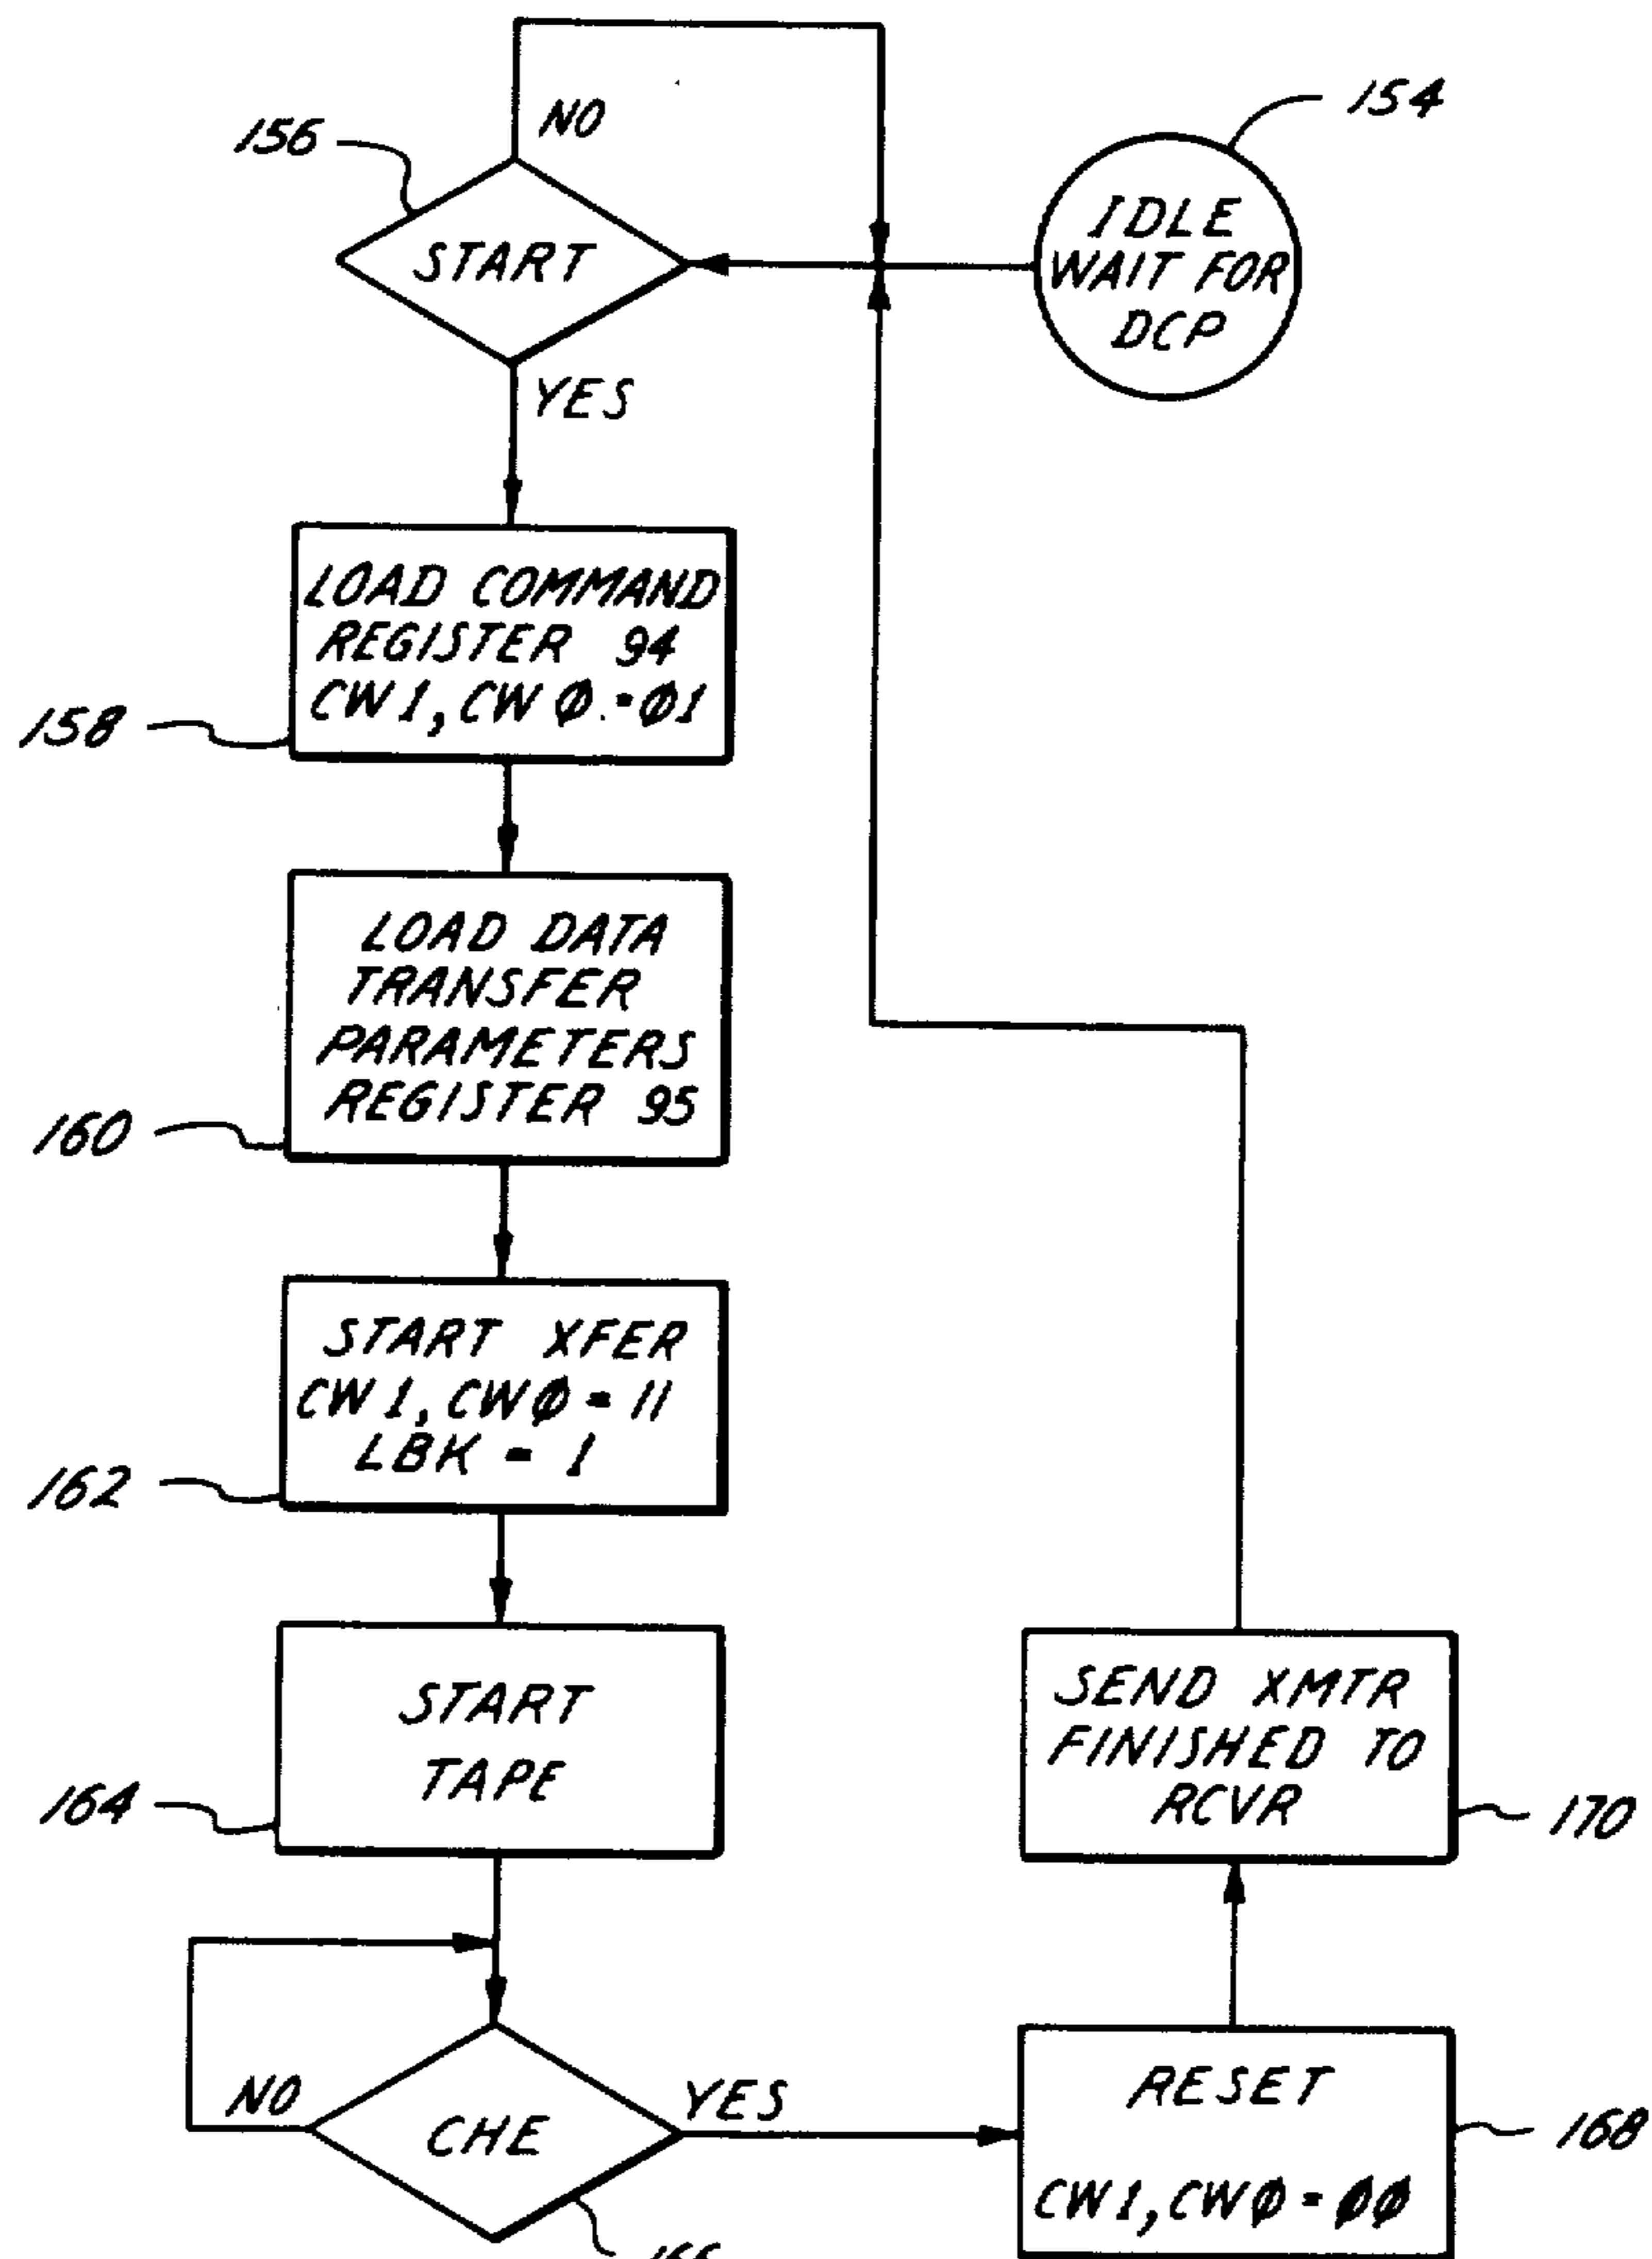 NO
156
START
154
IDLE
WAIT FOR
DCP
YES
LOAD COMMAND
REGISTER 94
CW1, CWØ = Ø1
158
LOAD DATA
TRANSFER
PARAMETERS
REGISTER 95
160
START XFER
CW1, CWØ = 11
LBK = 1
162
START
TAPE
164
SEND XMTR
FINISHED TO
RCVR
170
NO
CHE
YES
RESET
CW1, CWØ = ØØ
168